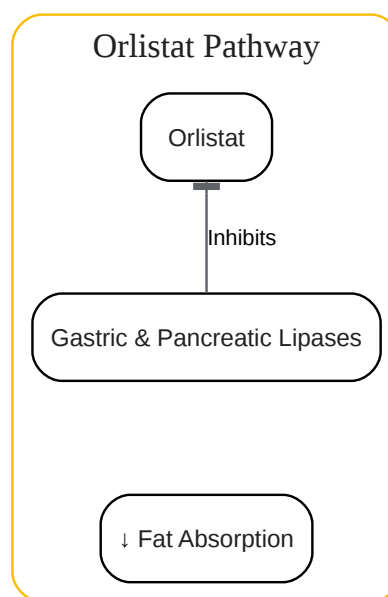 Orlistat Pathway
Orlistat
Inhibits
Gastric & Pancreatic Lipases
↓ Fat Absorption